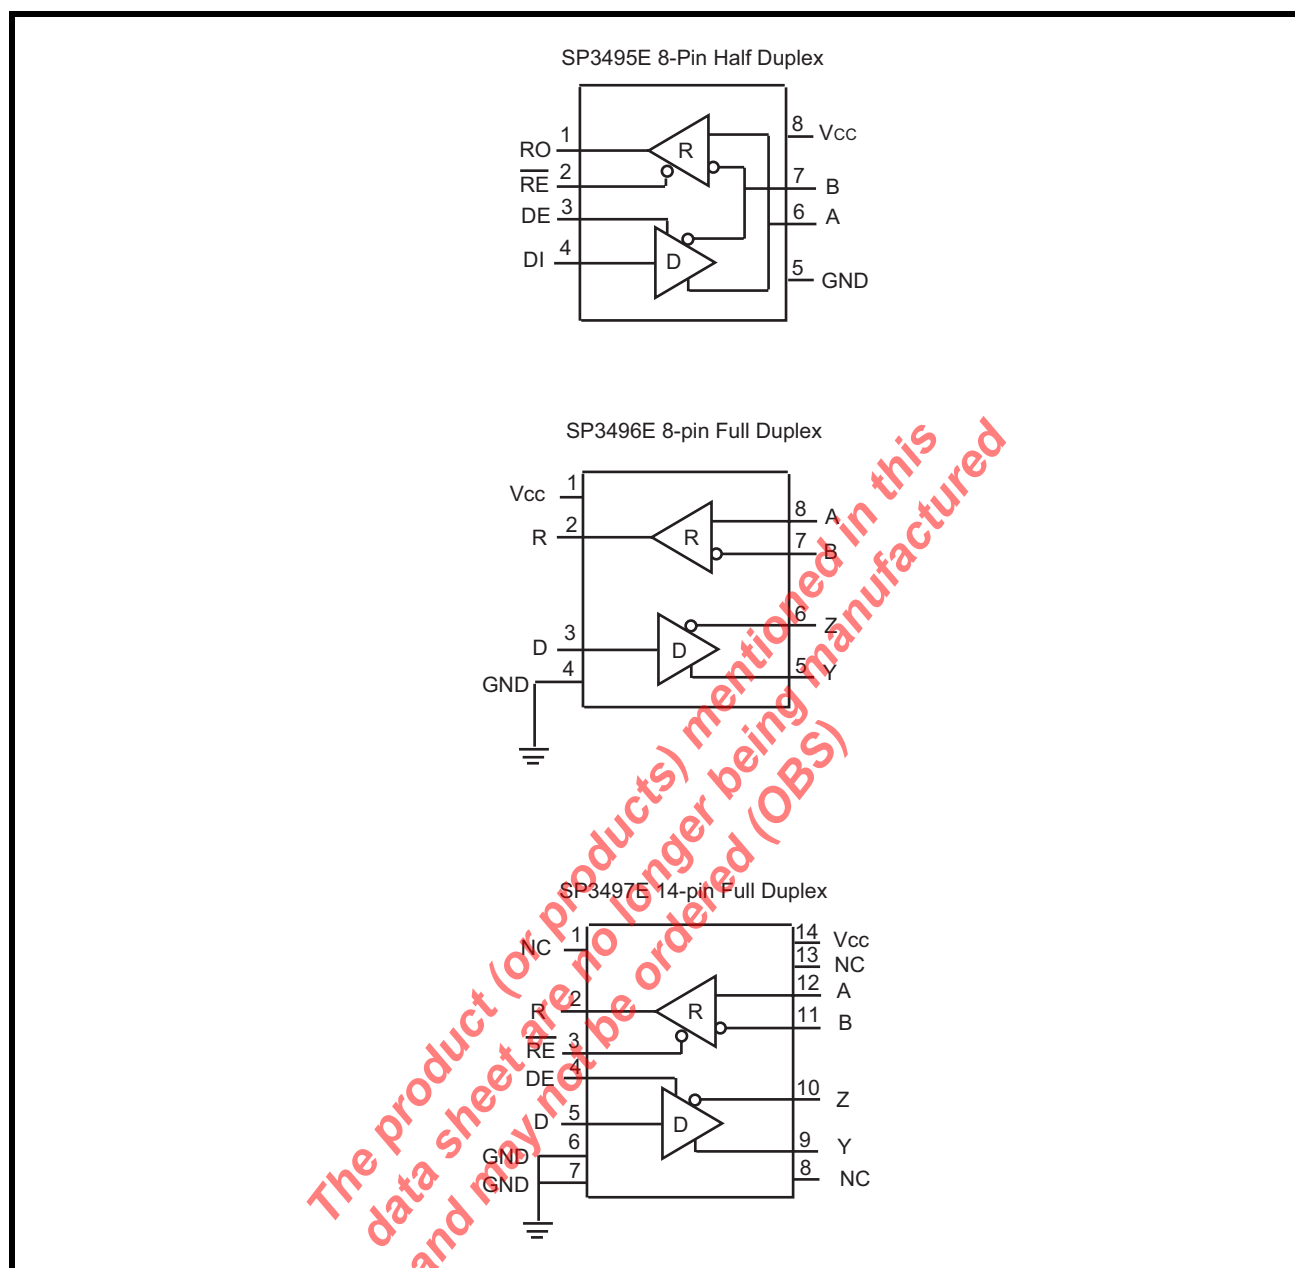 SP3495E 8-Pin Half Duplex
RO 1
RE 2
DE 3
DI 4
R
D
8 Vcc
7 B
6 A
5 GND
SP3496E 8-pin Full Duplex
Vcc 1
R 2
D 3
GND 4
R
D
8 A
7 B
6 Z
5 Y
SP3497E 14-pin Full Duplex
NC 1
R 2
RE 3
DE 4
D 5
GND 6
GND 7
R
D
14 Vcc
13 NC
12 A
11 B
10 Z
9 Y
8 NC
The product (or products) mentioned in this
data sheet are no longer being manufactured
and may not be ordered (OBS)